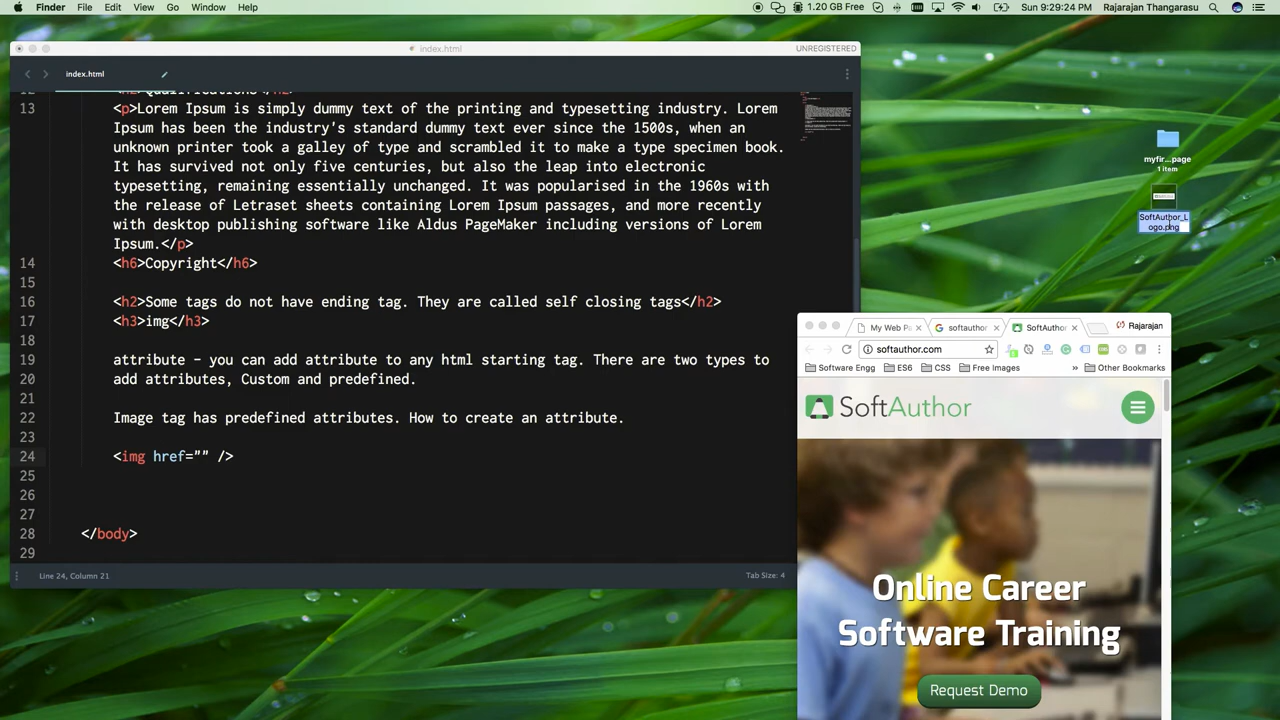 Finder File Edit View Go Window Help 1.20 GB Free Sun 9:29:24 PM Rajarajan Thangarasu
index.html UNREGISTERED
index.html
13 <p>Lorem Ipsum is simply dummy text of the printing and typesetting industry. Lorem
Ipsum has been the industry's standard dummy text ever since the 1500s, when an
unknown printer took a galley of type and scrambled it to make a type specimen book.
It has survived not only five centuries, but also the leap into electronic
typesetting, remaining essentially unchanged. It was popularised in the 1960s with
the release of Letraset sheets containing Lorem Ipsum passages, and more recently
with desktop publishing software like Aldus PageMaker including versions of Lorem
Ipsum.</p>
14 <h6>Copyright</h6>
15
16 <h2>Some tags do not have ending tag. They are called self closing tags</h2>
17 <h3>img</h3>
18
19 attribute – you can add attribute to any html starting tag. There are two types to
20 add attributes, Custom and predefined.
21
22 Image tag has predefined attributes. How to create an attribute.
23
24 <img href="" />
25
26
27
28 </body>
29
Line 24, Column 21 Tab Size: 4
myfir...page
1 item
SoftAuthor_L
ogo.png
My Web Pa softauthor SoftAuthor Rajarajan
softauthor.com
Software Engg ES6 CSS Free Images » Other Bookmarks
SoftAuthor
Online Career
Software Training
Request Demo